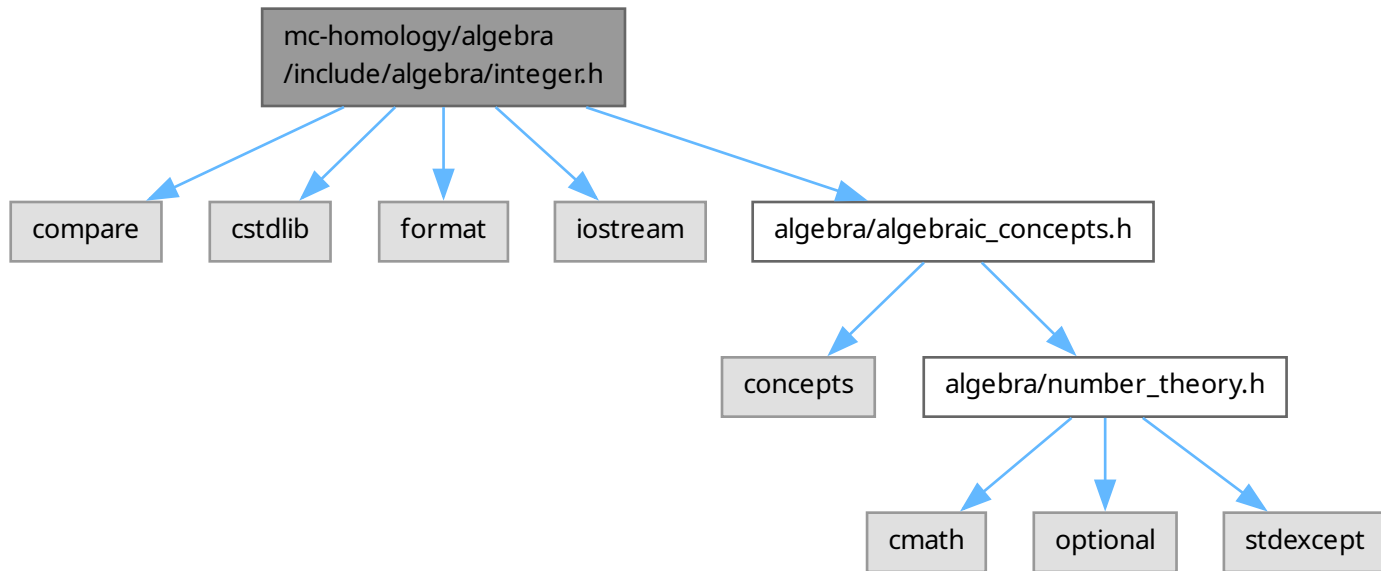 mc-homology/algebra
/include/algebra/integer.h
compare
cstdlib
format
iostream
algebra/algebraic_concepts.h
concepts
algebra/number_theory.h
cmath
optional
stdexcept